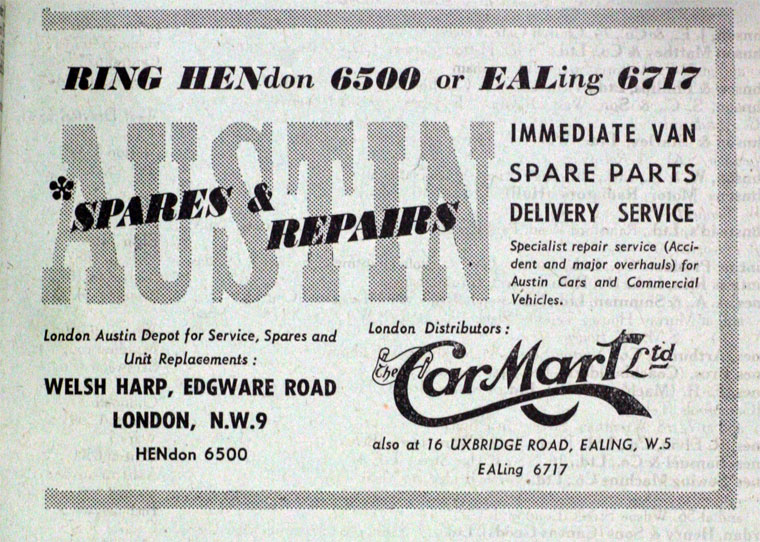 RING HENdon 6500 or EALing 6717
AUSTIN
*SPARES &
REPAIRS
IMMEDIATE VAN
SPARE PARTS
DELIVERY SERVICE
Specialist repair service (Acci-
dent and major overhauls) for
Austin Cars and Commercial
Vehicles.
London Austin Depot for Service, Spares and
Unit Replacements :
WELSH HARP, EDGWARE ROAD
LONDON, N.W.9
HENdon 6500
London Distributors :
the Car Mart Ltd
also at 16 UXBRIDGE ROAD, EALING, W.5
EALing 6717